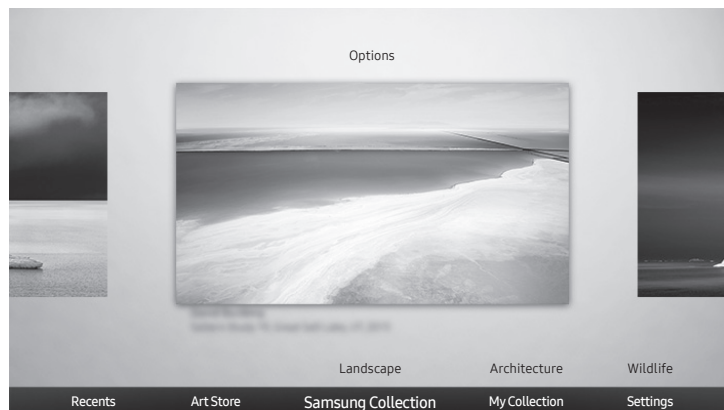 Options
Landscape Architecture Wildlife
Recents Art Store Samsung Collection My Collection Settings